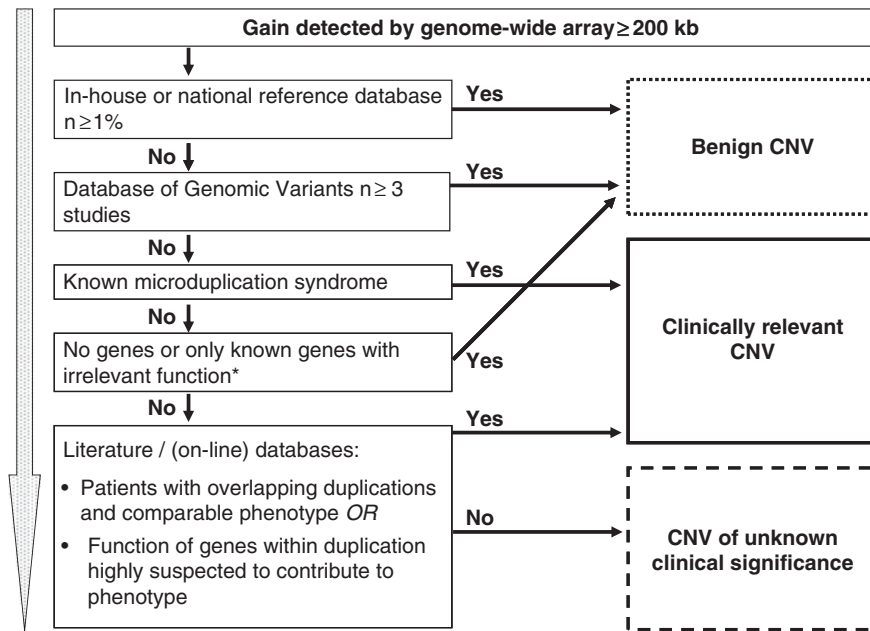 Gain detected by genome-wide array ≥ 200 kb
In-house or national reference database
n ≥ 1%
Yes
Benign CNV
No
Database of Genomic Variants n ≥ 3
studies
Yes
No
Known microduplication syndrome
Yes
Clinically relevant
CNV
No
No genes or only known genes with
irrelevant function*
Yes
No
Literature / (on-line) databases:
• Patients with overlapping duplications
and comparable phenotype OR
• Function of genes within duplication
highly suspected to contribute to
phenotype
Yes
No
CNV of unknown
clinical significance